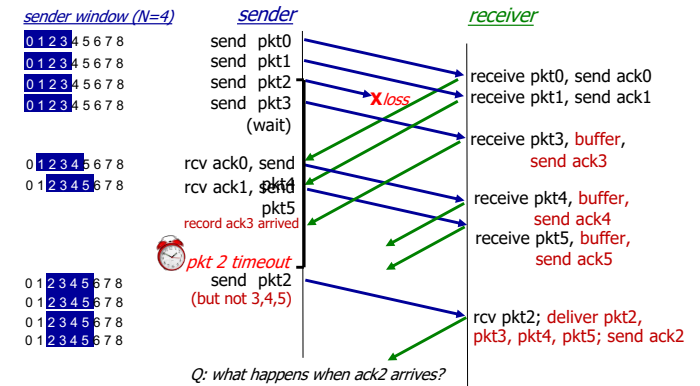 sender window (N=4)
sender
receiver
0 1 2 3 4 5 6 7 8
send pkt0
0 1 2 3 4 5 6 7 8
send pkt1
0 1 2 3 4 5 6 7 8
send pkt2
0 1 2 3 4 5 6 7 8
send pkt3
(wait)
X loss
receive pkt0, send ack0
receive pkt1, send ack1
receive pkt3, buffer,
send ack3
0 1 2 3 4 5 6 7 8
rcv ack0, send
pkt4
0 1 2 3 4 5 6 7 8
rcv ack1, send
pkt5
record ack3 arrived
receive pkt4, buffer,
send ack4
receive pkt5, buffer,
send ack5
pkt 2 timeout
0 1 2 3 4 5 6 7 8
send pkt2
0 1 2 3 4 5 6 7 8
(but not 3,4,5)
0 1 2 3 4 5 6 7 8
0 1 2 3 4 5 6 7 8
rcv pkt2; deliver pkt2,
pkt3, pkt4, pkt5; send ack2
Q: what happens when ack2 arrives?